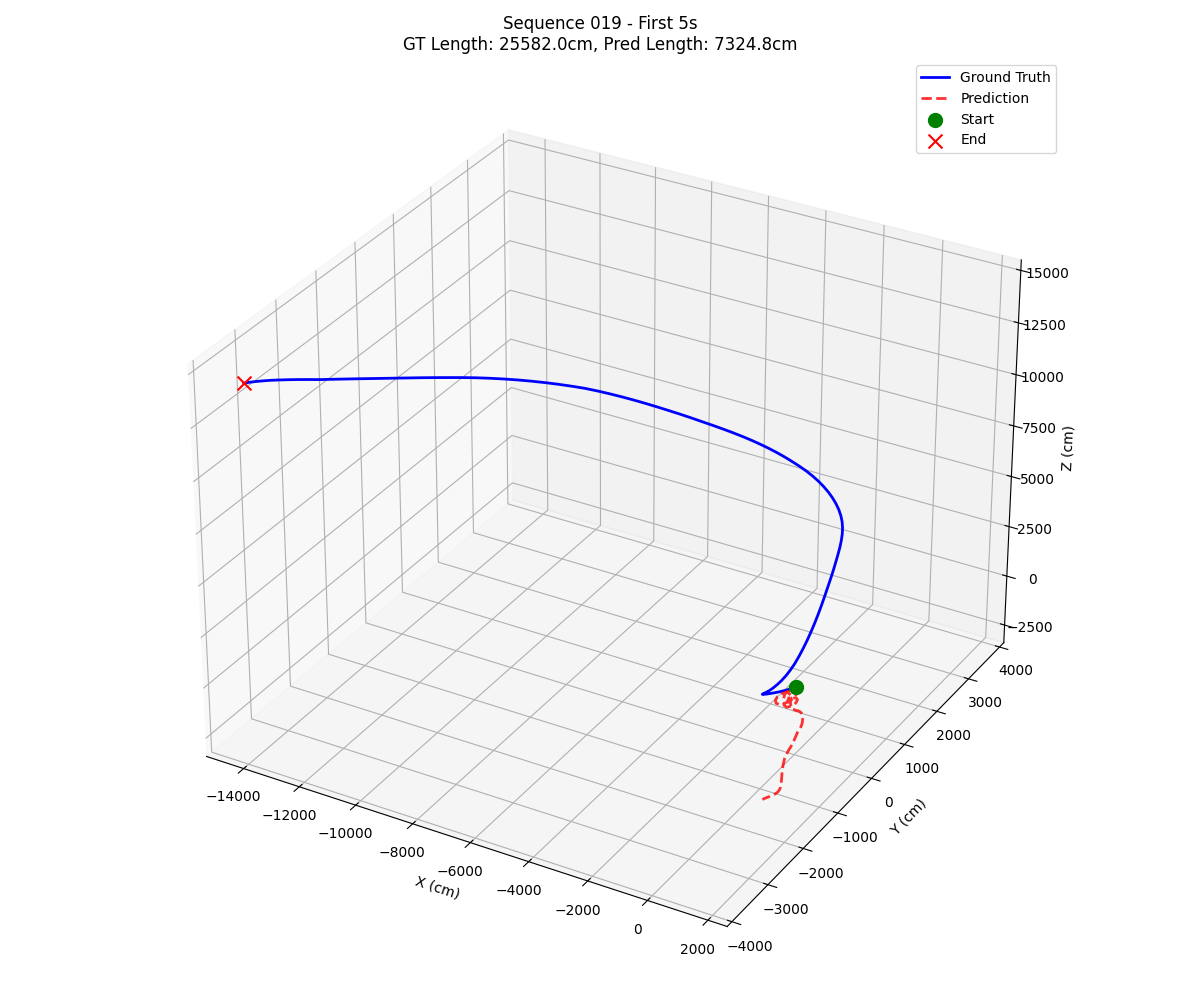 Sequence 019 - First 5s
GT Length: 25582.0cm, Pred Length: 7324.8cm
Ground Truth
Prediction
Start
End
15000
12500
10000
7500
5000
2500
0
−2500
Z (cm)
4000
3000
2000
1000
0
−1000
−2000
−3000
−4000
Y (cm)
−14000
−12000
−10000
−8000
−6000
−4000
−2000
0
2000
X (cm)